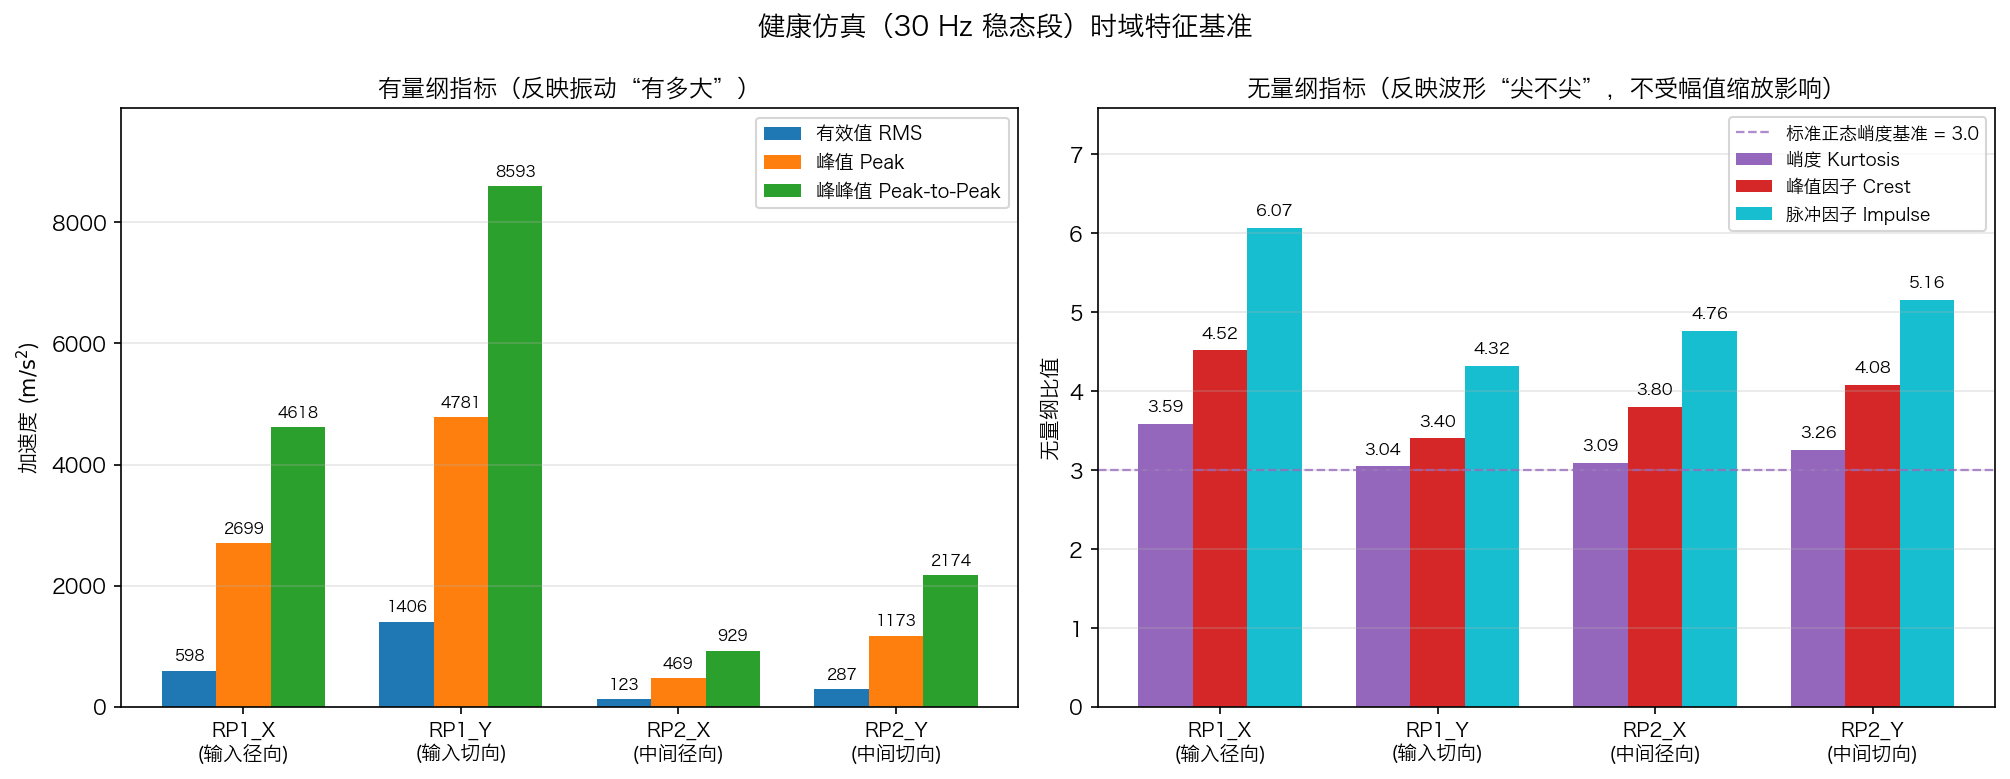 健康仿真（30 Hz 稳态段）时域特征基准
有量纲指标（反映振动“有多大”）
加速度 (m/s²)
8000
6000
4000
2000
0
有效值 RMS
峰值 Peak
峰峰值 Peak-to-Peak
598
2699
4618
1406
4781
8593
123
469
929
287
1173
2174
RP1_X
(输入径向)
RP1_Y
(输入切向)
RP2_X
(中间径向)
RP2_Y
(中间切向)
无量纲指标（反映波形“尖不尖”，不受幅值缩放影响）
无量纲比值
7
6
5
4
3
2
1
0
标准正态峭度基准 = 3.0
峭度 Kurtosis
峰值因子 Crest
脉冲因子 Impulse
3.59
4.52
6.07
3.04
3.40
4.32
3.09
3.80
4.76
3.26
4.08
5.16
RP1_X
(输入径向)
RP1_Y
(输入切向)
RP2_X
(中间径向)
RP2_Y
(中间切向)